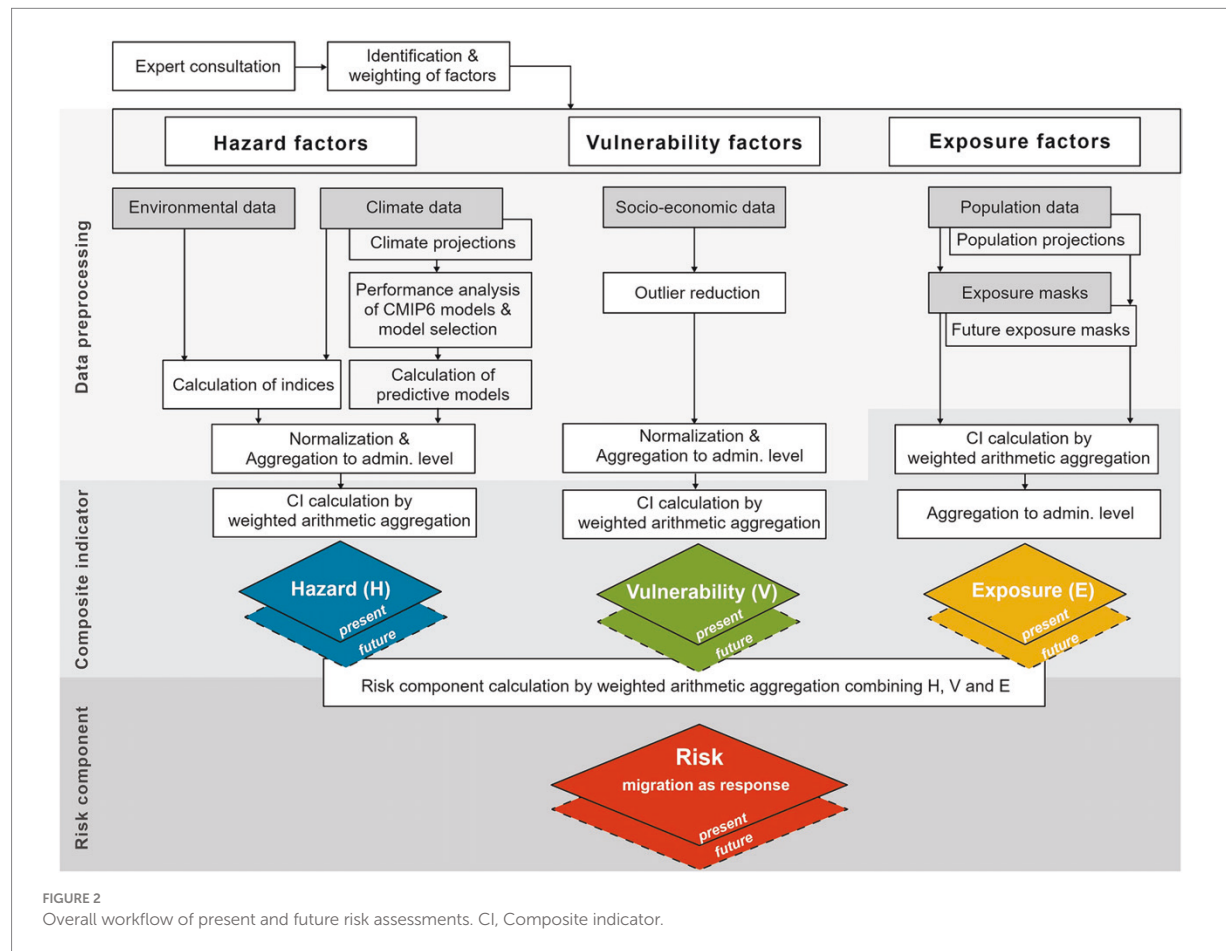 Expert consultation
Identification &
weighting of factors
Hazard factors
Vulnerability factors
Exposure factors
Data preprocessing
Environmental data
Climate data
Climate projections
Performance analysis
of CMIP6 models &
model selection
Calculation of indices
Calculation of
predictive models
Normalization &
Aggregation to admin. level
Socio-economic data
Outlier reduction
Normalization &
Aggregation to admin. level
Population data
Population projections
Exposure masks
Future exposure masks
Composite indicator
CI calculation by
weighted arithmetic aggregation
CI calculation by
weighted arithmetic aggregation
CI calculation by
weighted arithmetic aggregation
Aggregation to admin. level
Hazard (H)
present
future
Vulnerability (V)
present
future
Exposure (E)
present
future
Risk component calculation by weighted arithmetic aggregation combining H, V and E
Risk component
Risk
migration as response
present
future
FIGURE 2
Overall workflow of present and future risk assessments. CI, Composite indicator.